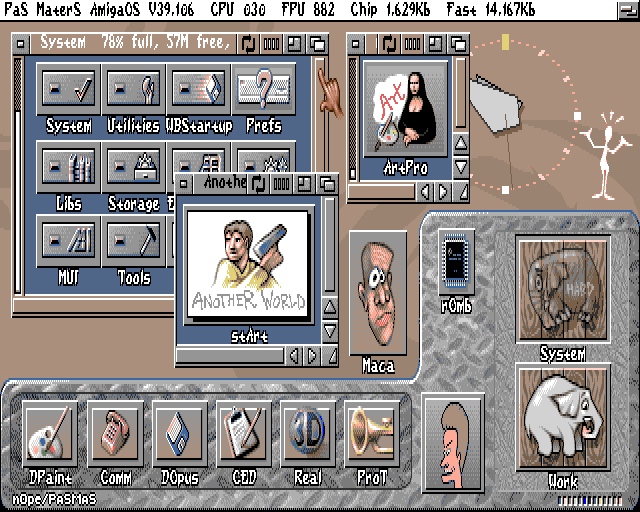 PaS MaterS AmigaOS V39.106 CPU 030 FPU 882 Chip 1.629Kb Fast 14.167Kb
System 78% full, 57M free,
System Utilities WBStartup Prefs
Libs Storage
MUI Tools
Art
ArtPro
Anothe
ANOTHER WORLD
stArt
Maca
r0mb
HARD
System
Work
DPaint Comm DOpus CED Real ProT
3D
nOpe/PASMAS